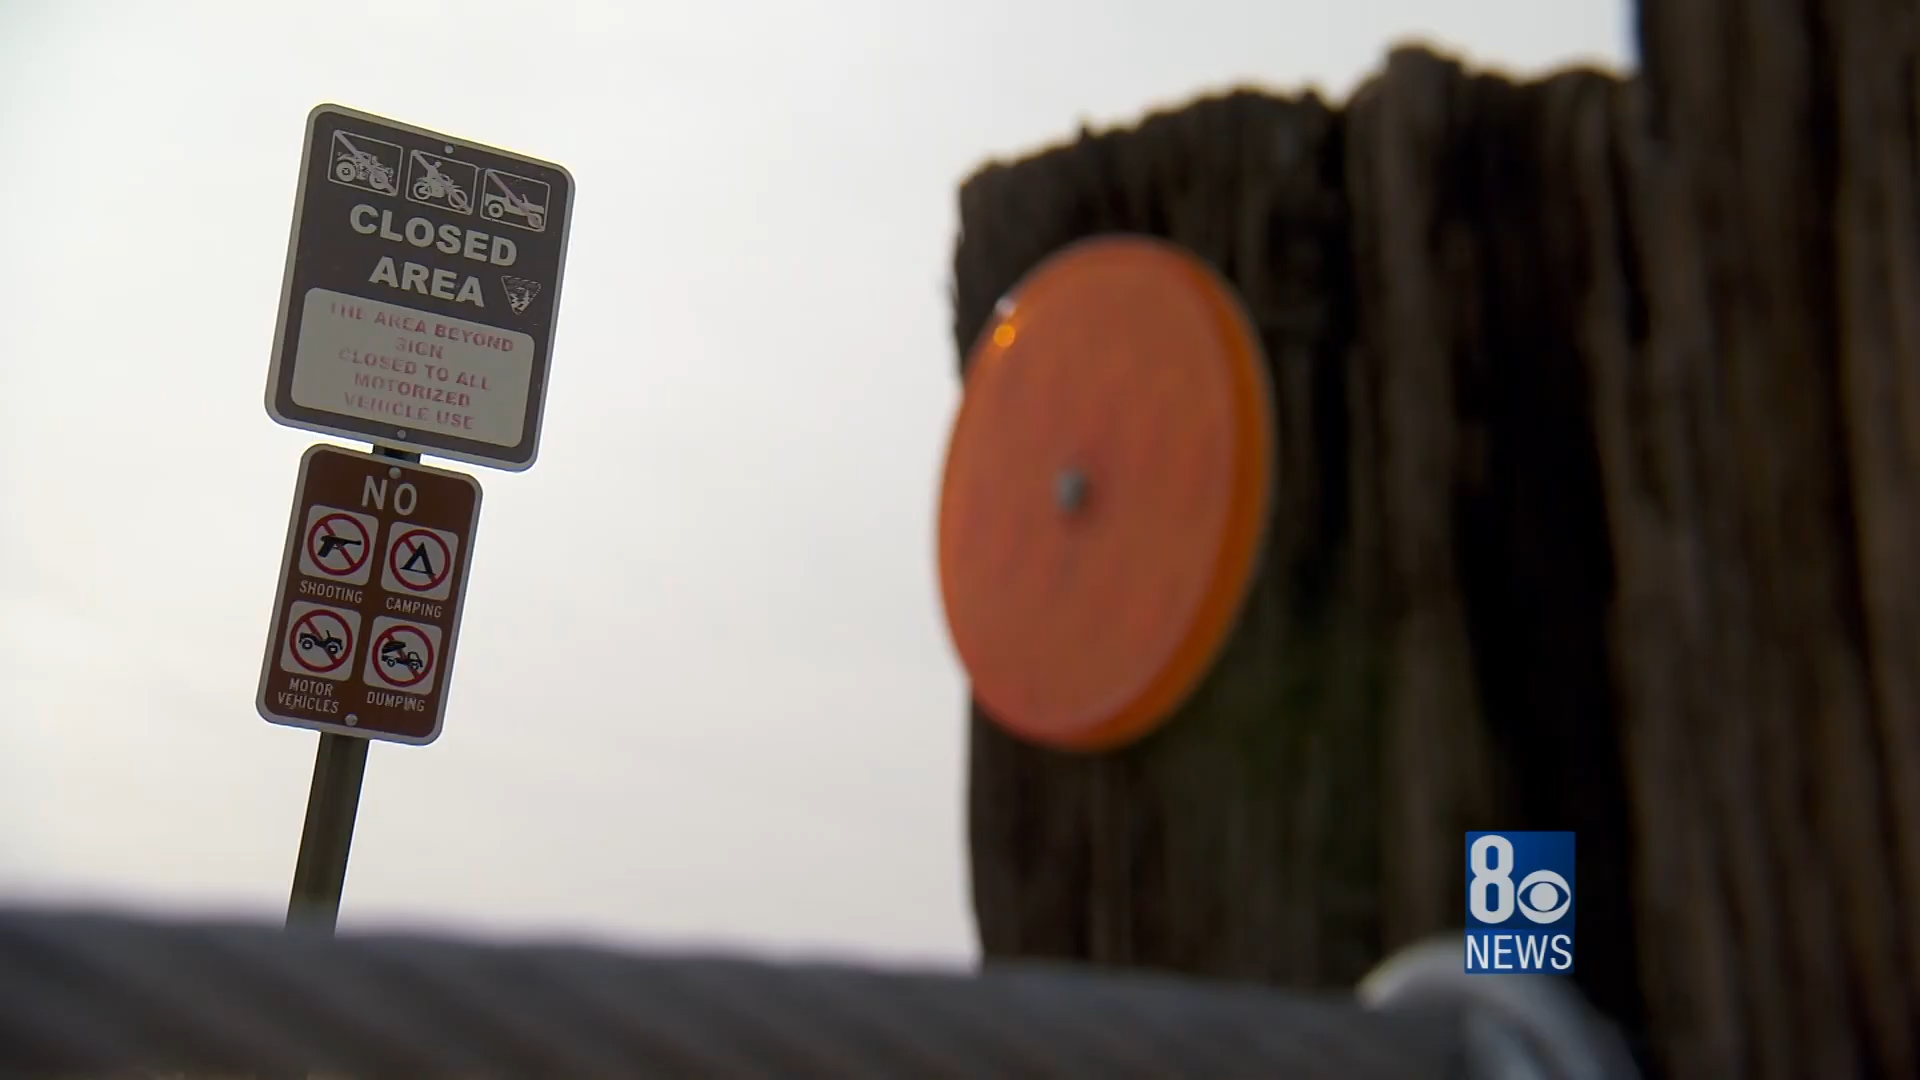 CLOSED
AREA
THE AREA BEYOND
SIGN
CLOSED TO ALL
MOTORIZED
VEHICLE USE
NO
SHOOTING
CAMPING
MOTOR
VEHICLES
DUMPING
8
NEWS